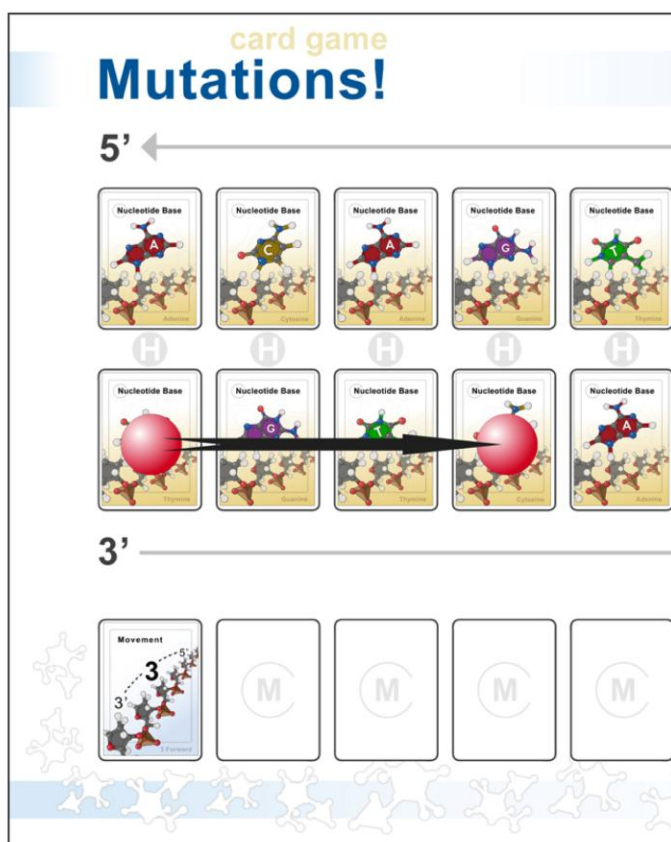 card game
Mutations!
5’
Nucleotide Base Nucleotide Base Nucleotide Base Nucleotide Base Nucleotide Base
A C A G T
Adenine Cytosine Adenine Guanine Thymine
H H H H H
Nucleotide Base Nucleotide Base Nucleotide Base Nucleotide Base Nucleotide Base
G T A
Thymine Guanine Thymine Cytosine Adenine
3’
Movement
5'
3
3'
3 Forward
M M M M